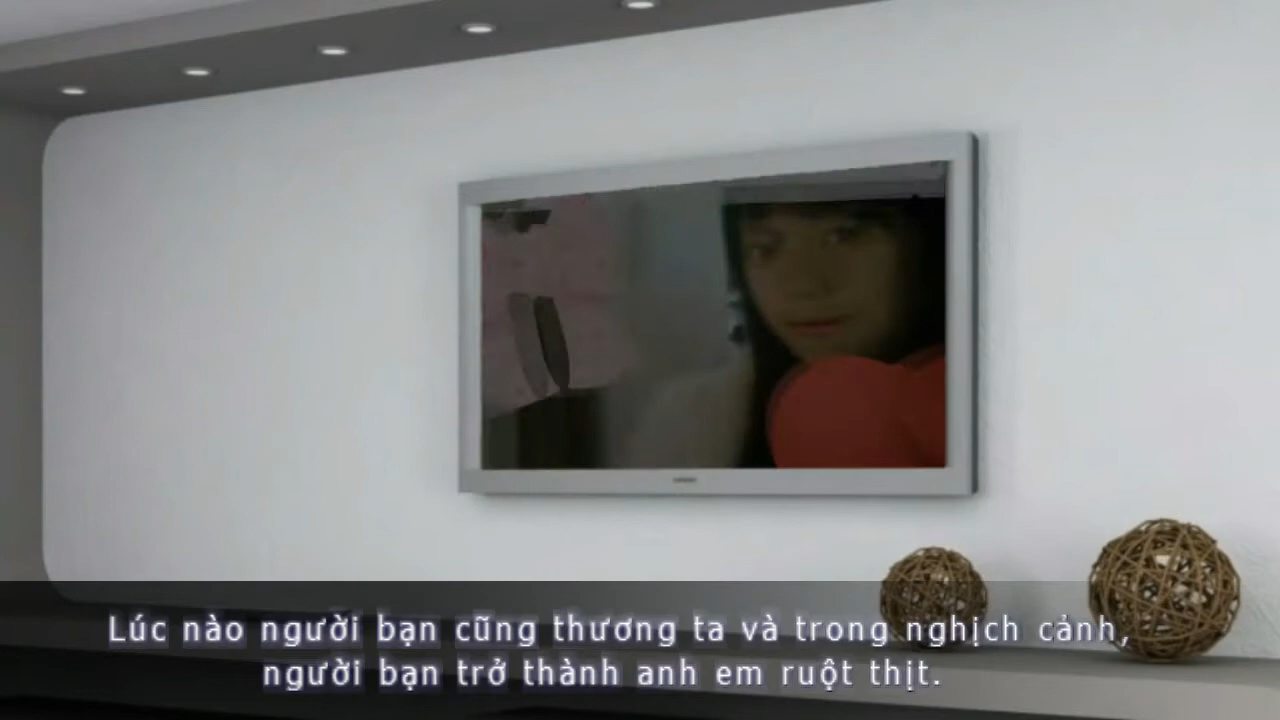 Lúc nào người bạn cũng thương ta và trong nghịch cảnh,
người bạn trở thành anh em ruột thịt.